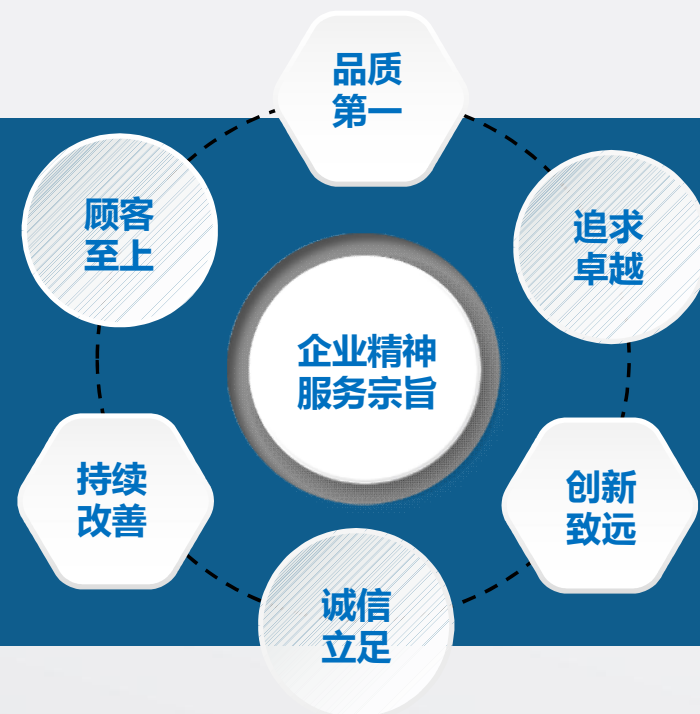 品质
第一
顾客
至上
追求
卓越
企业精神
服务宗旨
持续
改善
创新
致远
诚信
立足